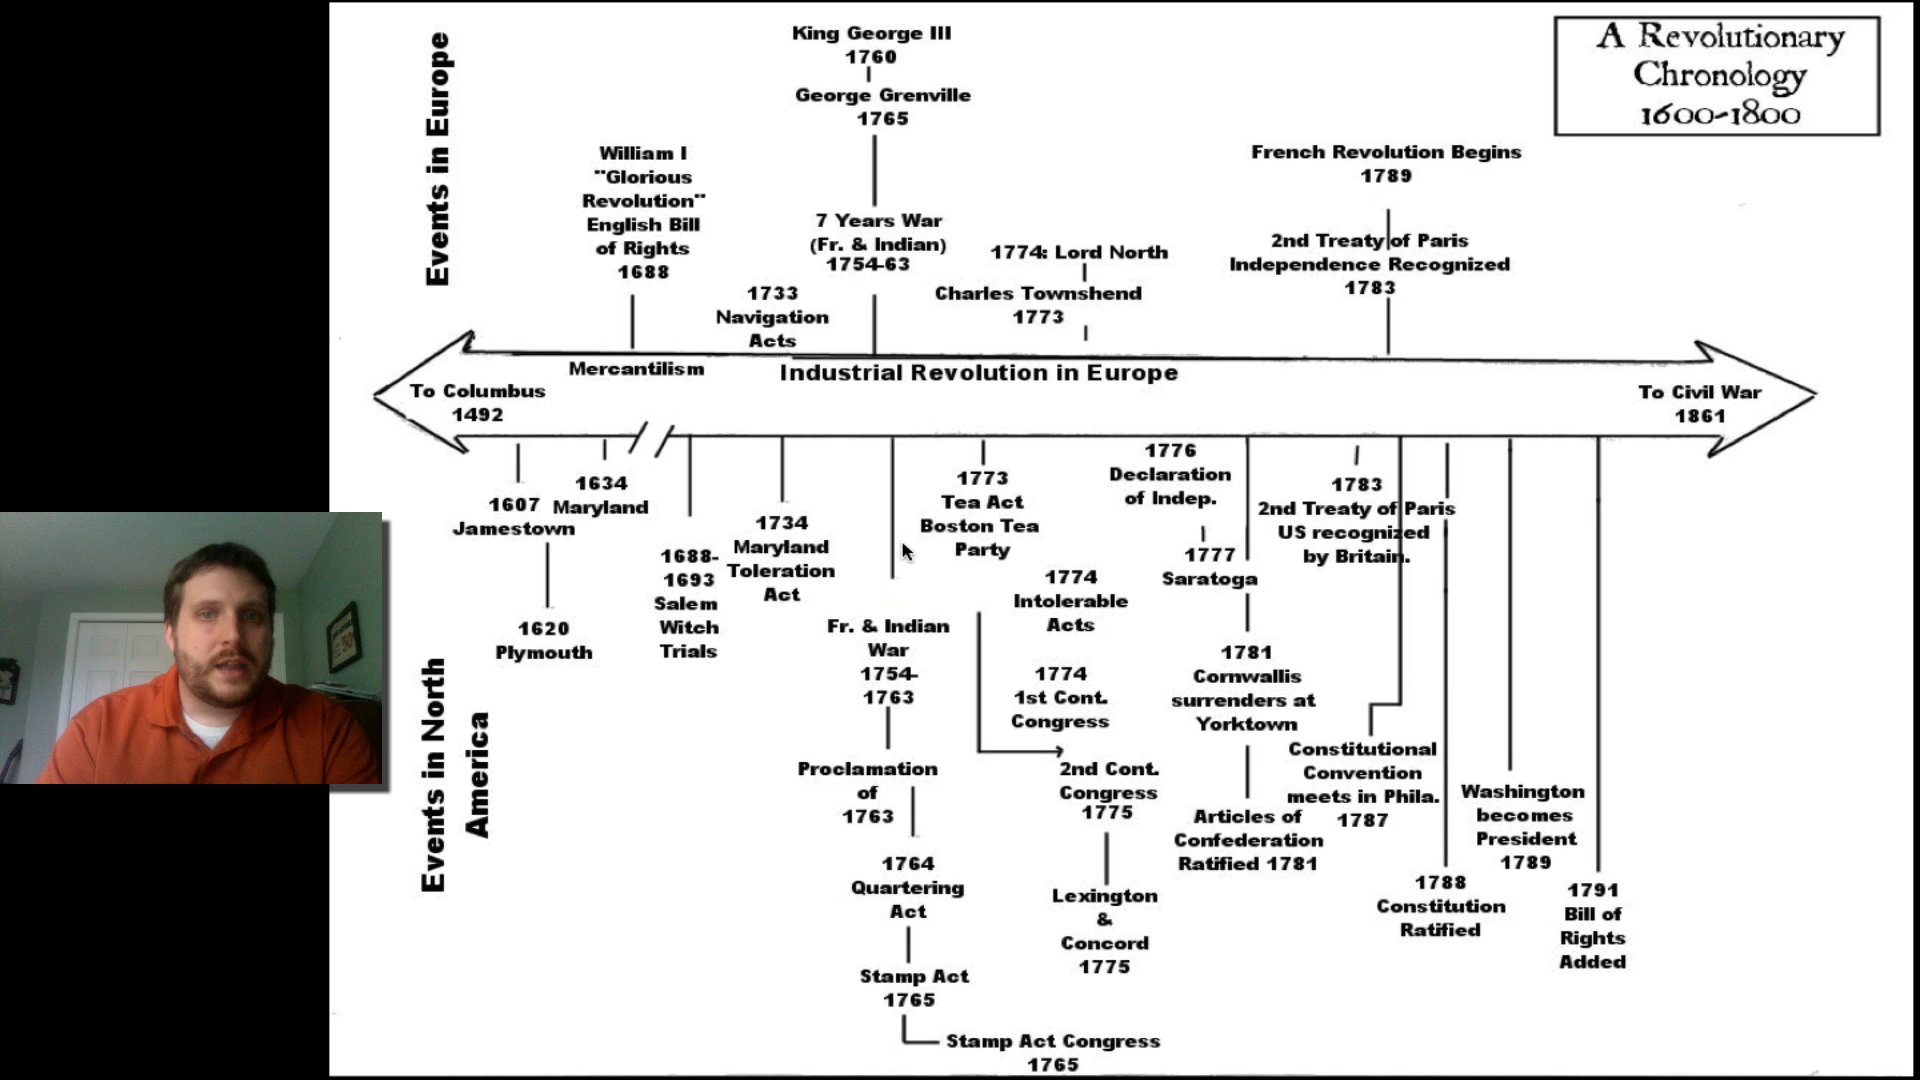 A Revolutionary
Chronology
1600-1800
Events in Europe
King George III
1760
George Grenville
1765
William I
"Glorious
Revolution"
English Bill
of Rights
1688
7 Years War
(Fr. & Indian)
1754-63
1733
Navigation
Acts
1774: Lord North
Charles Townshend
1773
French Revolution Begins
1789
2nd Treaty of Paris
Independence Recognized
1783
Mercantilism
Industrial Revolution in Europe
To Columbus
1492
To Civil War
1861
Events in North
America
1607
Jamestown
1620
Plymouth
1634
Maryland
1688-
1693
Salem
Witch
Trials
1734
Maryland
Toleration
Act
Fr. & Indian
War
1754-
1763
Proclamation
of
1763
1764
Quartering
Act
Stamp Act
1765
Stamp Act Congress
1765
1773
Tea Act
Boston Tea
Party
1774
Intolerable
Acts
1774
1st Cont.
Congress
2nd Cont.
Congress
1775
Lexington
&
Concord
1775
1776
Declaration
of Indep.
1777
Saratoga
1781
Cornwallis
surrenders at
Yorktown
Articles of
Confederation
Ratified 1781
1783
2nd Treaty of Paris
US recognized
by Britain.
Constitutional
Convention
meets in Phila.
1787
1788
Constitution
Ratified
Washington
becomes
President
1789
1791
Bill of
Rights
Added